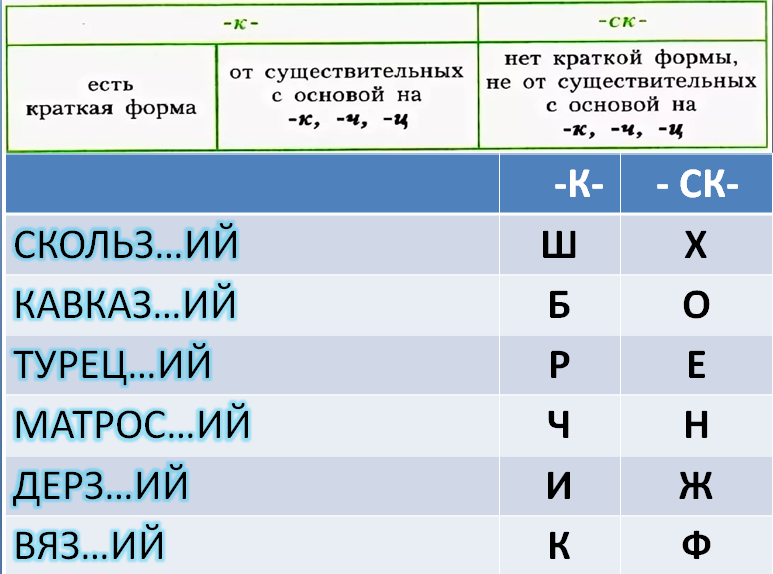 -к-
-ск-
есть
краткая форма
от существительных
с основой на
-к, -ч, -ц
нет краткой формы,
не от существительных
с основой на
-к, -ч, -ц
-К- - СК-
СКОЛЬЗ...ИЙ Ш Х
КАВКАЗ...ИЙ Б О
ТУРЕЦ...ИЙ Р Е
МАТРОС...ИЙ Ч Н
ДЕРЗ...ИЙ И Ж
ВЯЗ...ИЙ К Ф